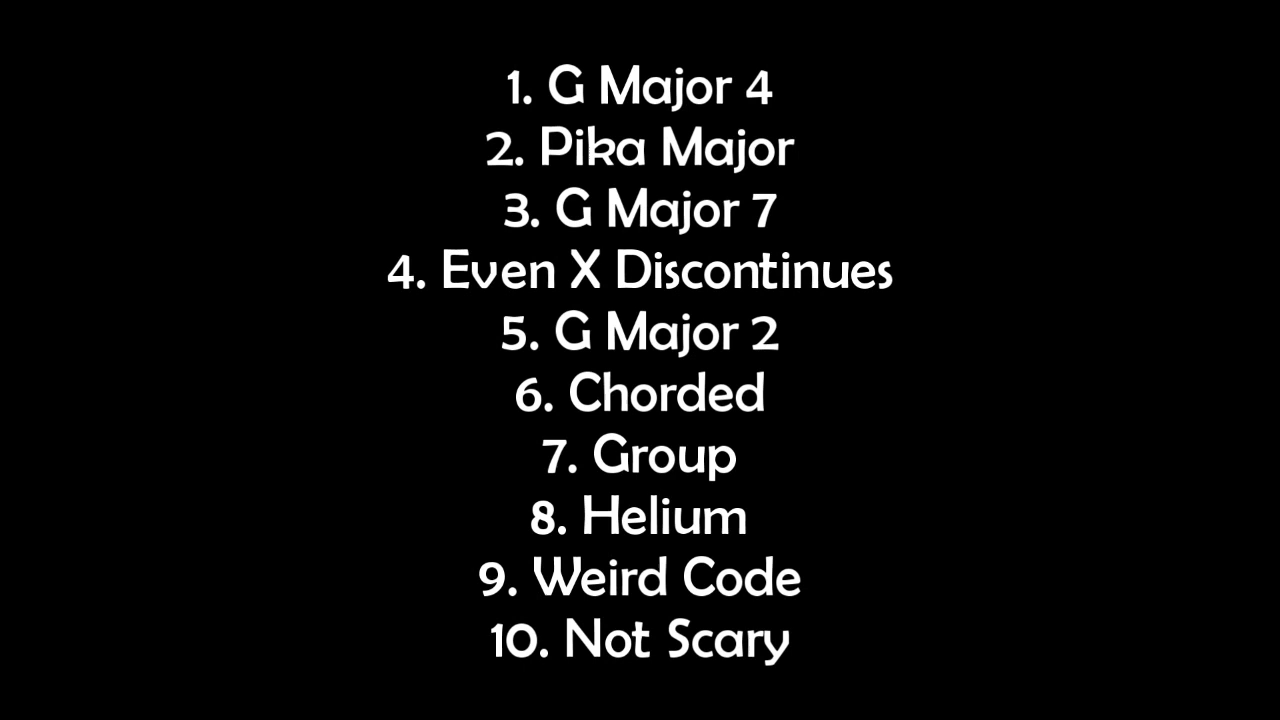 1. G Major 4
2. Pika Major
3. G Major 7
4. Even X Discontinues
5. G Major 2
6. Chorded
7. Group
8. Helium
9. Weird Code
10. Not Scary